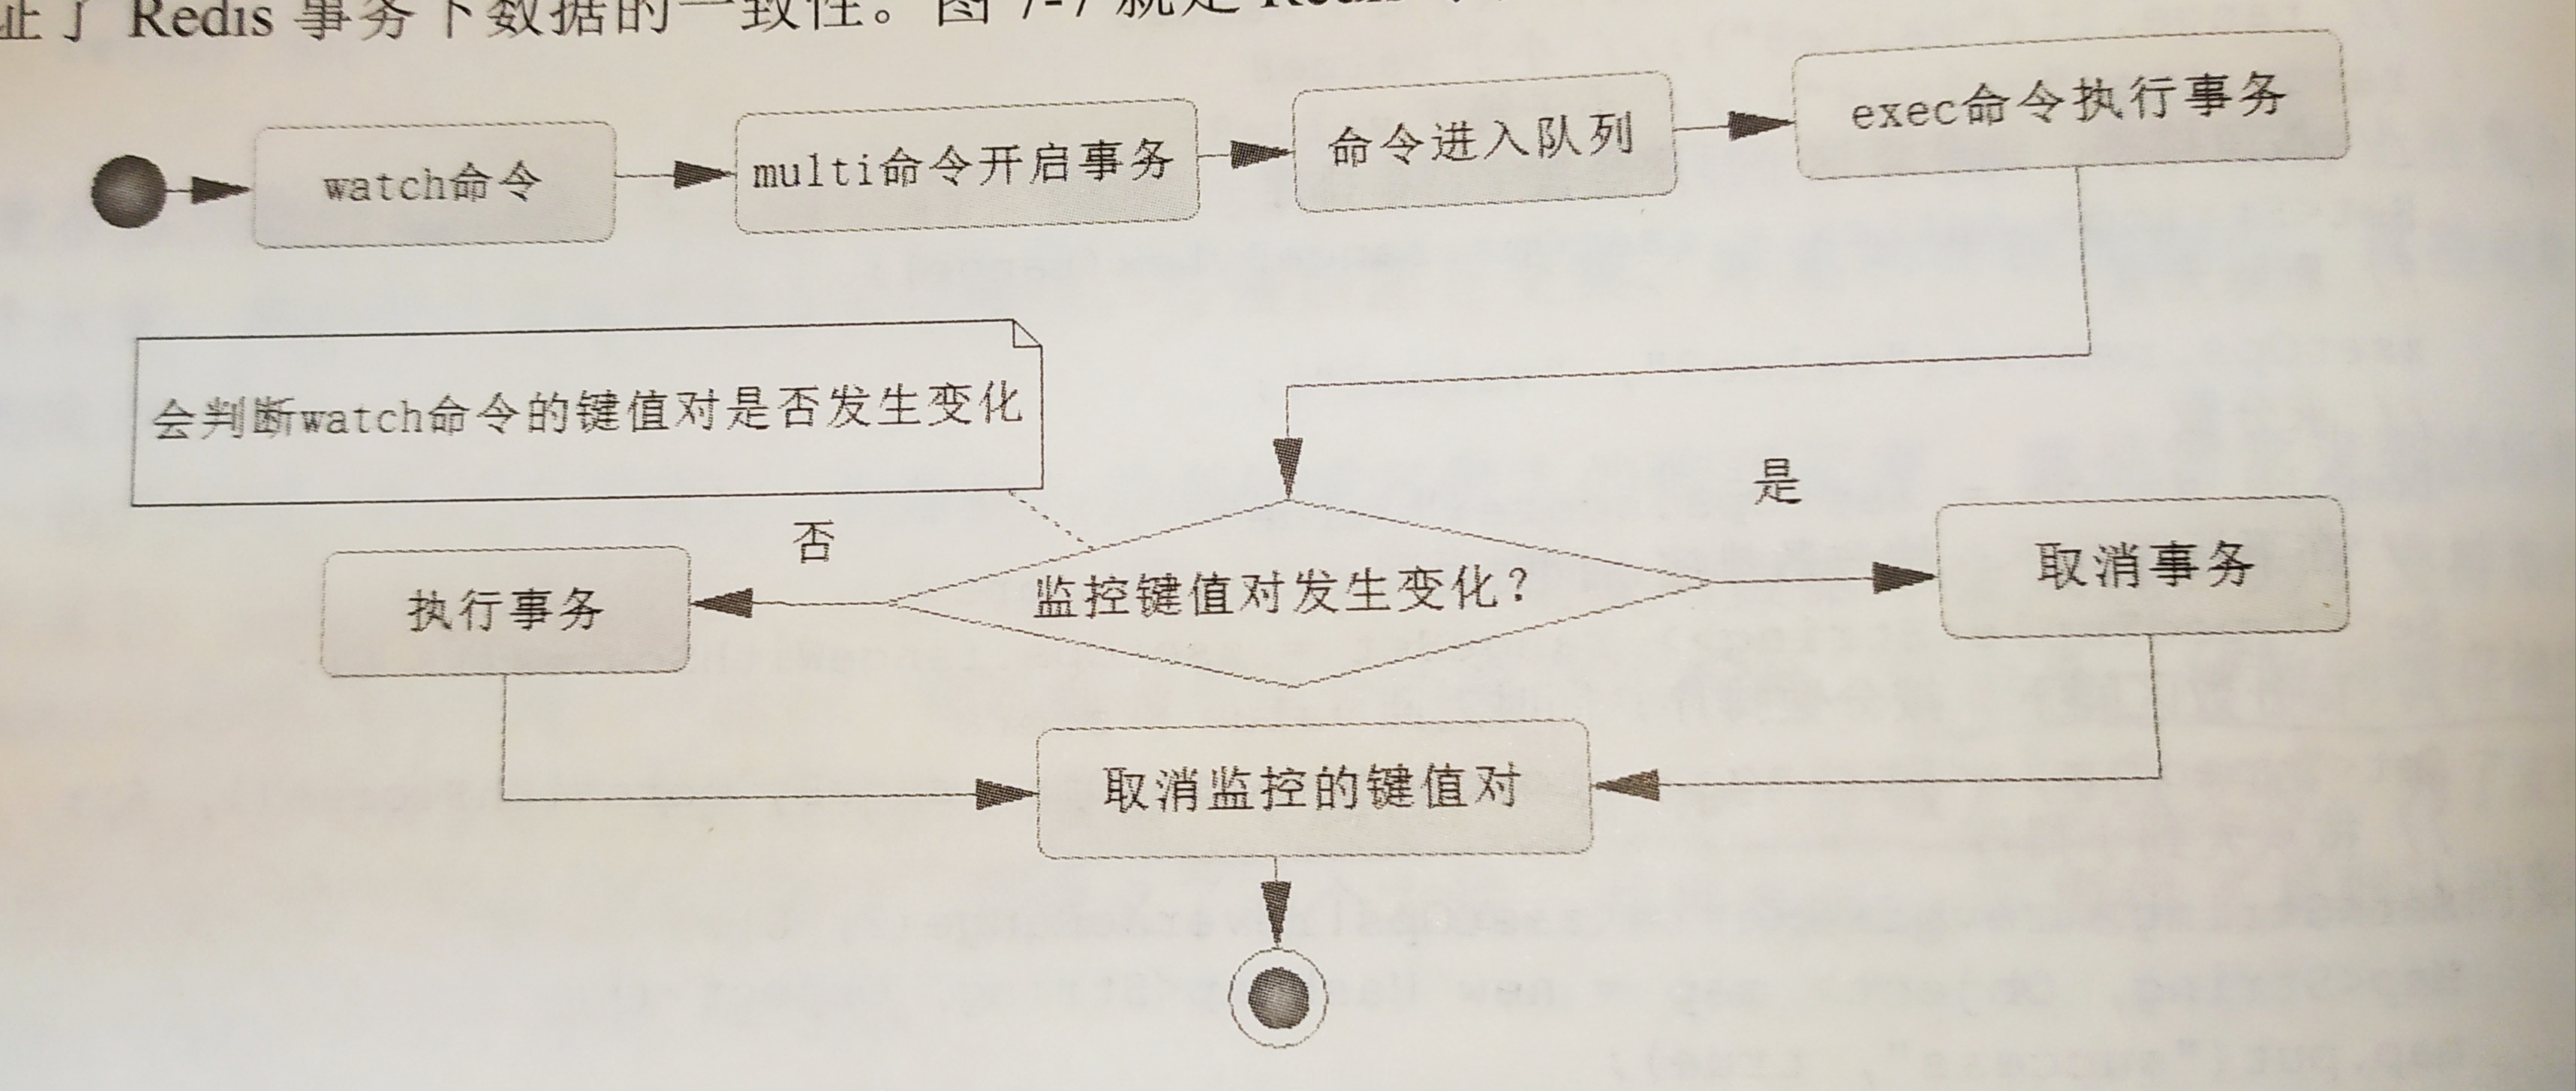 证了 Redis 事务下数据的一致性。图 7-7 就是 Redis
watch命令
multi命令开启事务
命令进入队列
exec命令执行事务
会判断watch命令的键值对是否发生变化
否
是
执行事务
监控键值对发生变化？
取消事务
取消监控的键值对